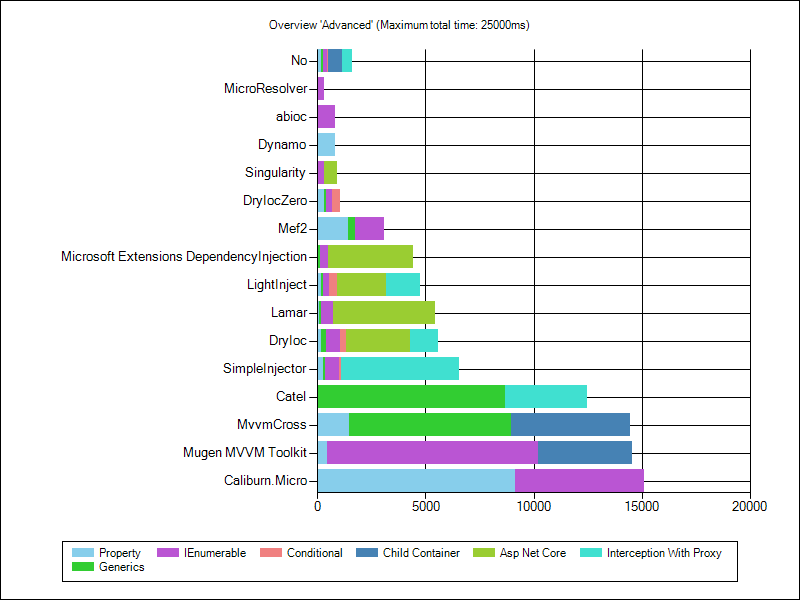 Overview 'Advanced' (Maximum total time: 25000ms)
No
MicroResolver
abioc
Dynamo
Singularity
DryIocZero
Mef2
Microsoft Extensions DependencyInjection
LightInject
Lamar
DryIoc
SimpleInjector
Catel
MvvmCross
Mugen MVVM Toolkit
Caliburn.Micro
0 5000 10000 15000 20000
Property IEnumerable Conditional Child Container Asp Net Core Interception With Proxy
Generics